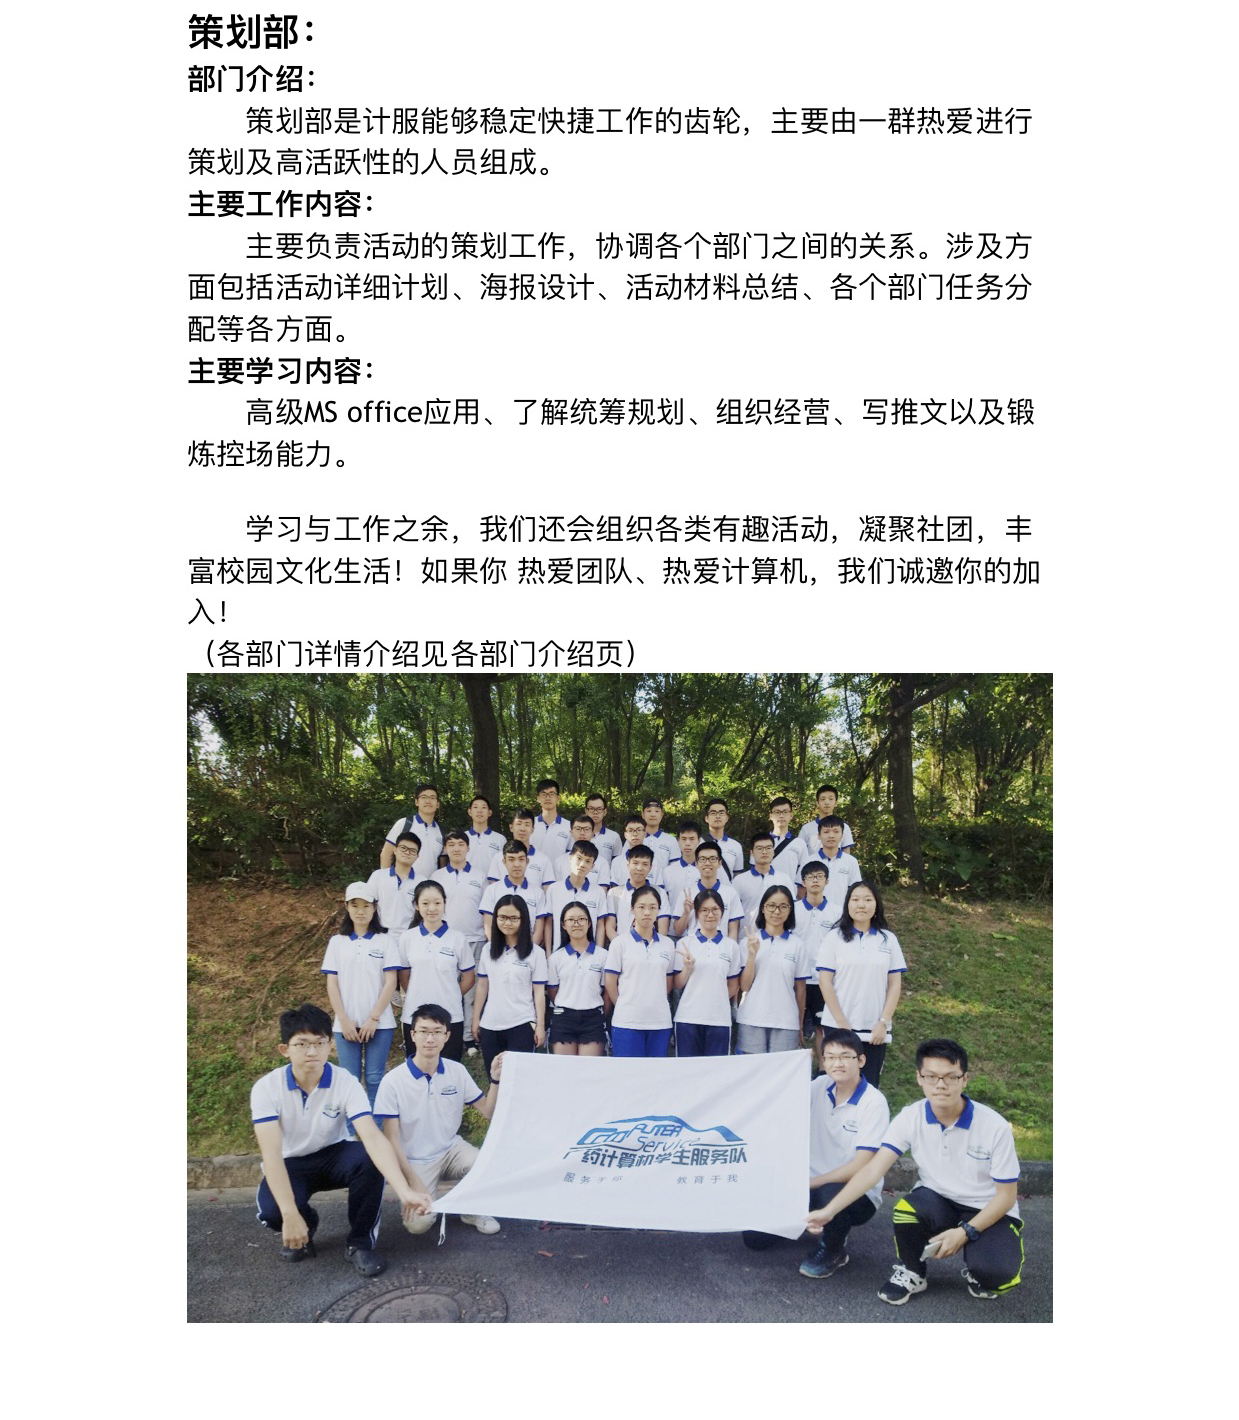 策划部：
部门介绍：
策划部是计服能够稳定快捷工作的齿轮，主要由一群热爱进行
策划及高活跃性的人员组成。
主要工作内容：
主要负责活动的策划工作，协调各个部门之间的关系。涉及方
面包括活动详细计划、海报设计、活动材料总结、各个部门任务分
配等各方面。
主要学习内容：
高级MS office应用、了解统筹规划、组织经营、写推文以及锻
炼控场能力。
学习与工作之余，我们还会组织各类有趣活动，凝聚社团，丰
富校园文化生活！如果你 热爱团队、热爱计算机，我们诚邀你的加
入！
（各部门详情介绍见各部门介绍页）
COMPUTER
Service
广药计算机学生服务队
服务于 教育于我